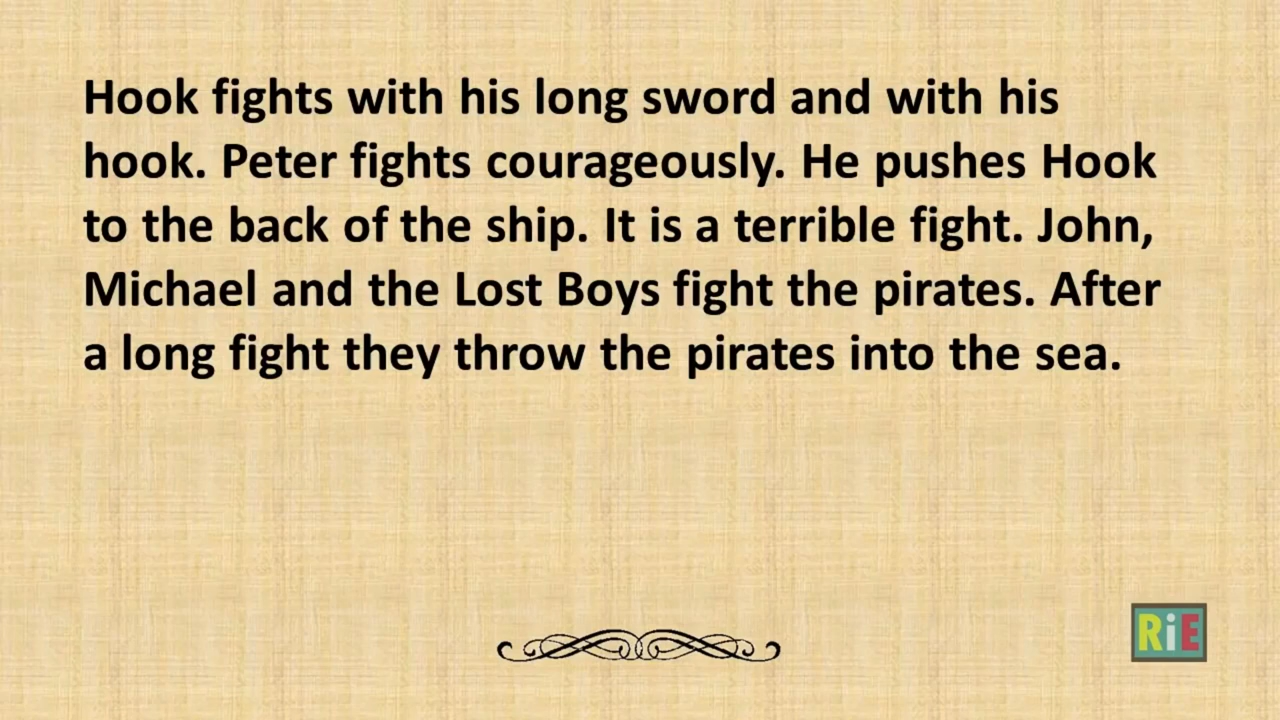 Hook fights with his long sword and with his
hook. Peter fights courageously. He pushes Hook
to the back of the ship. It is a terrible fight. John,
Michael and the Lost Boys fight the pirates. After
a long fight they throw the pirates into the sea.
RiE